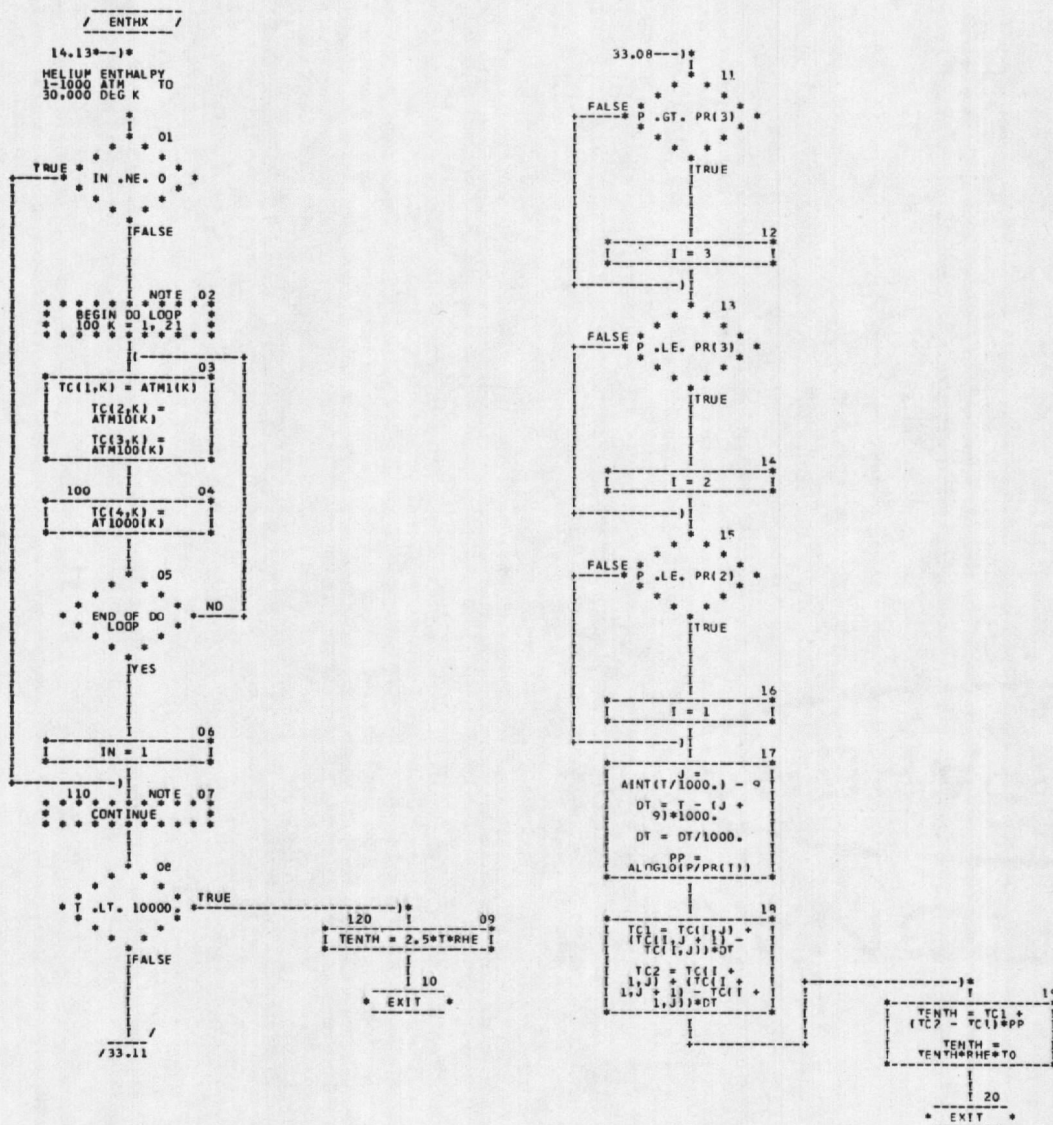 / ENTHX /
14.13*--)*
HELIUM ENTHALPY
1-1000 ATM TO
30,000 DEG K
01
TRUE
IN .NE. 0
FALSE
NOTE 02
BEGIN DO LOOP
100 K = 1, 21
03
TC(1,K) = ATM1(K)
TC(2,K) =
ATM10(K)
TC(3,K) =
ATM100(K)
100 04
TC(4,K) =
AT1000(K)
05
END OF DO
LOOP
NO
YES
06
IN = 1
110 NOTE 07
CONTINUE
08
T .LT. 10000.
TRUE
FALSE
/33.11
120 09
TENTH = 2.5*T*RHE
10
* EXIT *
33.08---)*
11
FALSE
P .GT. PR(3)
TRUE
12
I = 3
13
FALSE
P .LE. PR(3)
TRUE
14
I = 2
15
FALSE
P .LE. PR(2)
TRUE
16
I = 1
17
J =
AINT(T/1000.) - 9
DT = T - (J +
9)*1000.
DT = DT/1000.
PP =
ALOG10(P/PR(I))
18
TC1 = TC(I,J) +
(TC(I,J + 1) -
TC(I,J))*DT
TC2 = TC(I +
1,J) + (TC(I +
1,J + 1) - TC(I +
1,J))*DT
19
TENTH = TC1 +
(TC2 - TC1)*PP
TENTH =
TENTH*RHE*TO
20
* EXIT *